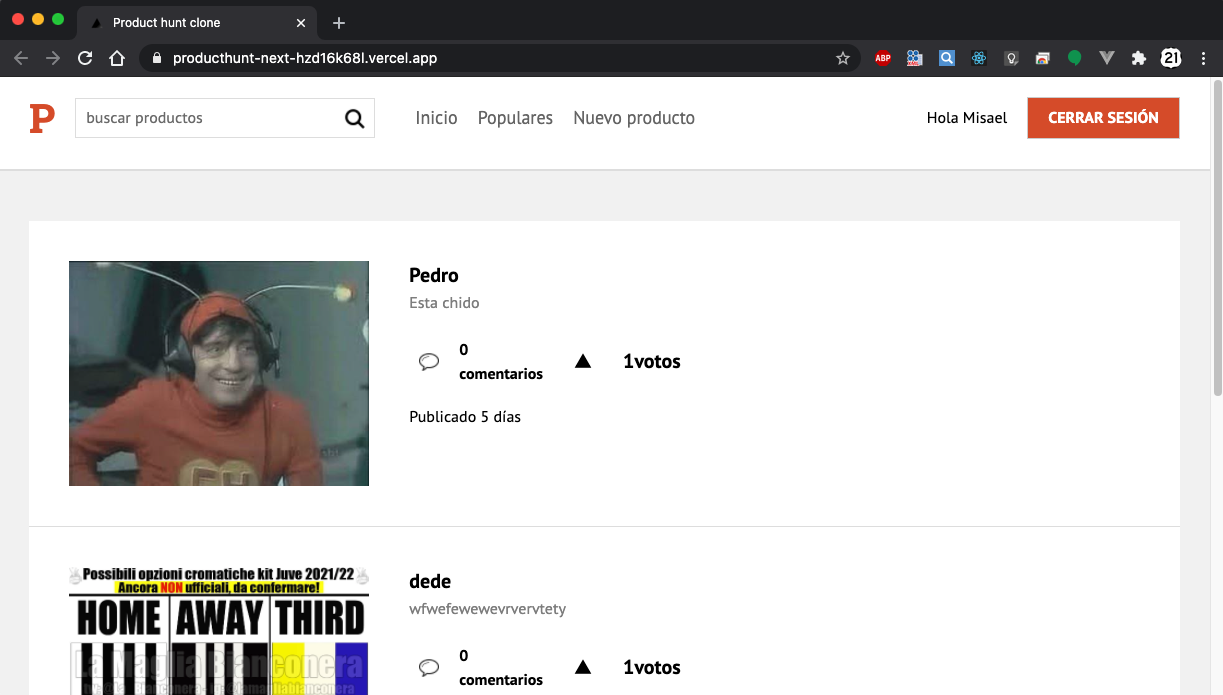 Product hunt clone
producthunt-next-hzd16k68l.vercel.app
ABP
21
P
buscar productos
Inicio
Populares
Nuevo producto
Hola Misael
CERRAR SESIÓN
Pedro
Esta chido
0
comentarios
1votos
Publicado 5 días
CH
Possibili opzioni cromatiche kit Juve 2021/22
Ancora NON ufficiali, da confermare!
HOME AWAY THIRD
La Maglia Bianconera
dede
wfwefewewevrvervtety
0
comentarios
1votos